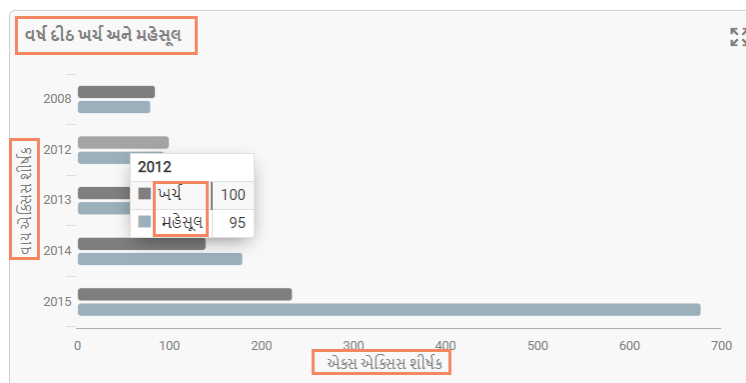 વર્ષ દીઠ ખર્ચ અને મહેસૂલ
2008
2012
2013
2014
2015
વાય એક્સિસ શીર્ષક
2012
ખર્ચ 100
મહેસૂલ 95
0 100 200 300 400 500 600 700
એક્સ એક્સિસ શીર્ષક